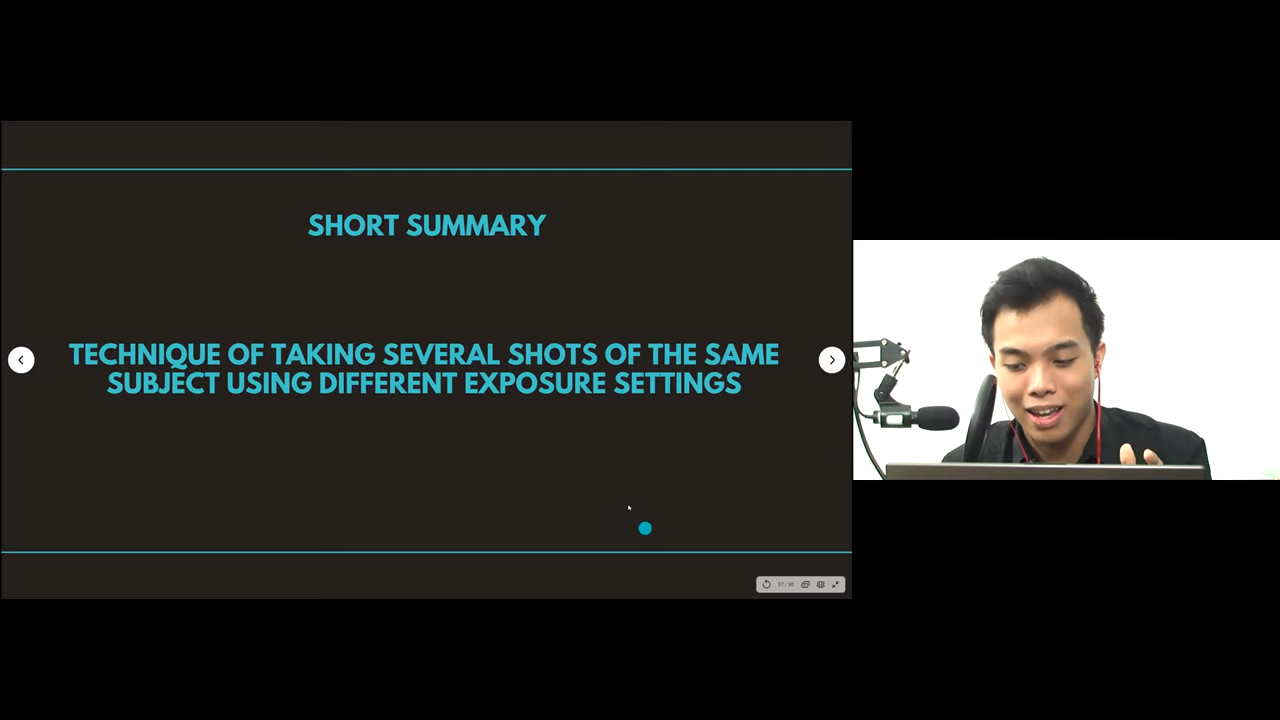 SHORT SUMMARY
TECHNIQUE OF TAKING SEVERAL SHOTS OF THE SAME
SUBJECT USING DIFFERENT EXPOSURE SETTINGS